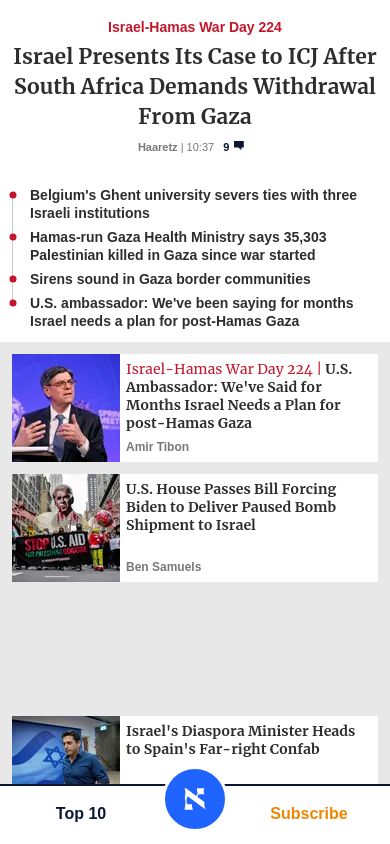 Israel-Hamas War Day 224
Israel Presents Its Case to ICJ After
South Africa Demands Withdrawal
From Gaza
Haaretz | 10:37 9
Belgium's Ghent university severs ties with three
Israeli institutions
Hamas-run Gaza Health Ministry says 35,303
Palestinian killed in Gaza since war started
Sirens sound in Gaza border communities
U.S. ambassador: We've been saying for months
Israel needs a plan for post-Hamas Gaza
Israel-Hamas War Day 224 | U.S.
Ambassador: We've Said for
Months Israel Needs a Plan for
post-Hamas Gaza
Amir Tibon
STOP U.S. AID
FOR PALESTINIAN GENOCIDE
U.S. House Passes Bill Forcing
Biden to Deliver Paused Bomb
Shipment to Israel
Ben Samuels
Israel's Diaspora Minister Heads
to Spain's Far-right Confab
Top 10
א
Subscribe